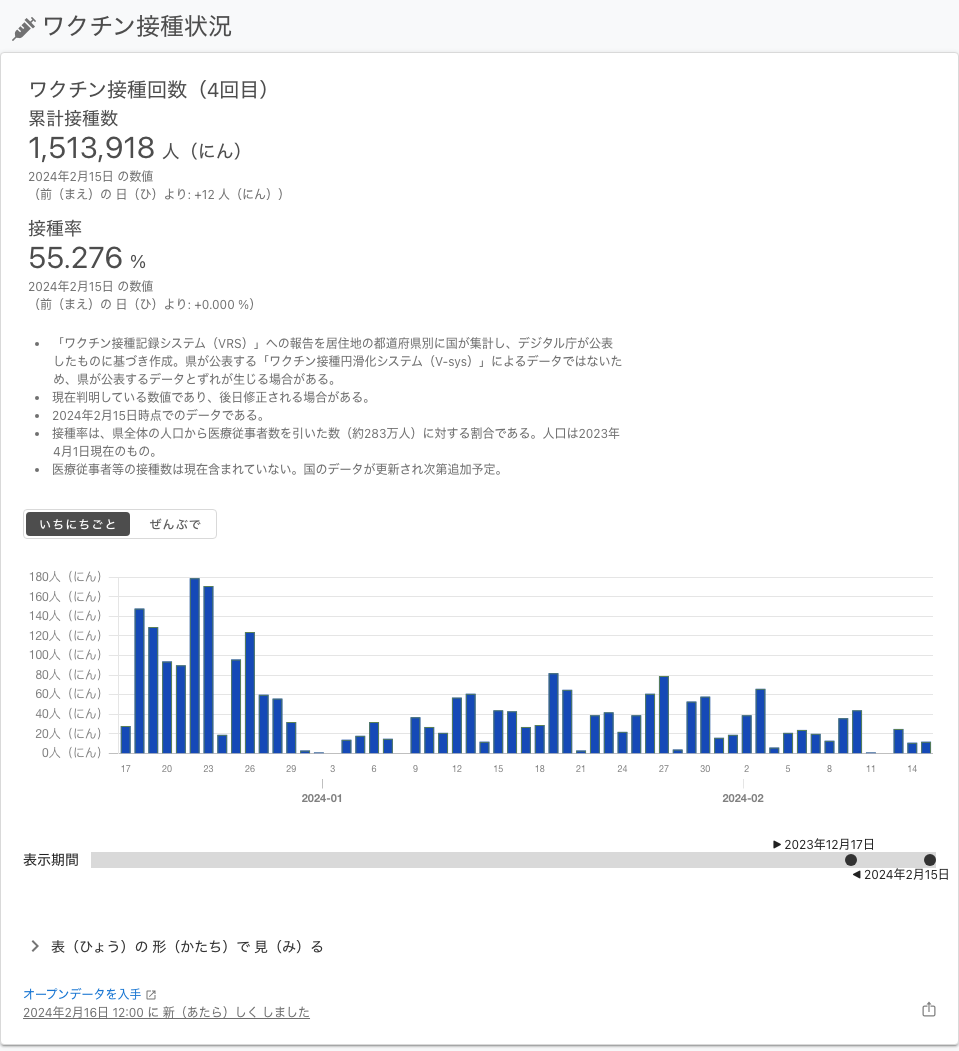 ワクチン接種状況
ワクチン接種回数（4回目）
累計接種数
1,513,918 人（にん）
2024年2月15日 の数値
（前（まえ）の 日（ひ）より: +12 人（にん））
接種率
55.276 %
2024年2月15日 の数値
（前（まえ）の 日（ひ）より: +0.000 %）
• 「ワクチン接種記録システム（VRS）」への報告を居住地の都道府県別に国が集計し、デジタル庁が公表
したものに基づき作成。県が公表する「ワクチン接種円滑化システム（V-sys）」によるデータではないた
め、県が公表するデータとずれが生じる場合がある。
• 現在判明している数値であり、後日修正される場合がある。
• 2024年2月15日時点でのデータである。
• 接種率は、県全体の人口から医療従事者数を引いた数（約283万人）に対する割合である。人口は2023年
4月1日現在のもの。
• 医療従事者等の接種数は現在含まれていない。国のデータが更新され次第追加予定。
いちにちごと ぜんぶで
180人（にん）
160人（にん）
140人（にん）
120人（にん）
100人（にん）
80人（にん）
60人（にん）
40人（にん）
20人（にん）
0人（にん）
17 20 23 26 29 3 6 9 12 15 18 21 24 27 30 2 5 8 11 14
2024-01 2024-02
▶ 2023年12月17日
表示期間
◀ 2024年2月15日
表（ひょう）の 形（かたち）で 見（み）る
オープンデータを入手
2024年2月16日 12:00 に 新（あたら）しく しました